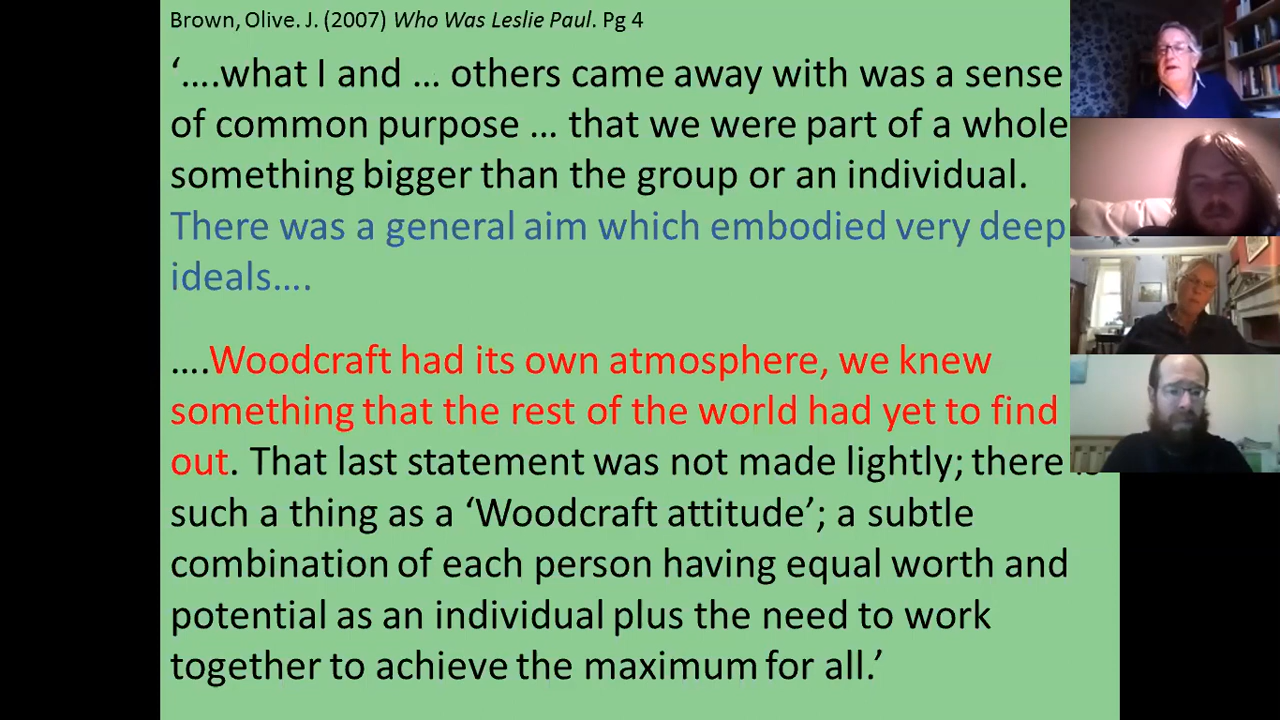 Brown, Olive. J. (2007) Who Was Leslie Paul. Pg 4
‘....what I and ... others came away with was a sense
of common purpose ... that we were part of a whole
something bigger than the group or an individual.
There was a general aim which embodied very deep
ideals....
....Woodcraft had its own atmosphere, we knew
something that the rest of the world had yet to find
out. That last statement was not made lightly; there
such a thing as a ‘Woodcraft attitude’; a subtle
combination of each person having equal worth and
potential as an individual plus the need to work
together to achieve the maximum for all.’